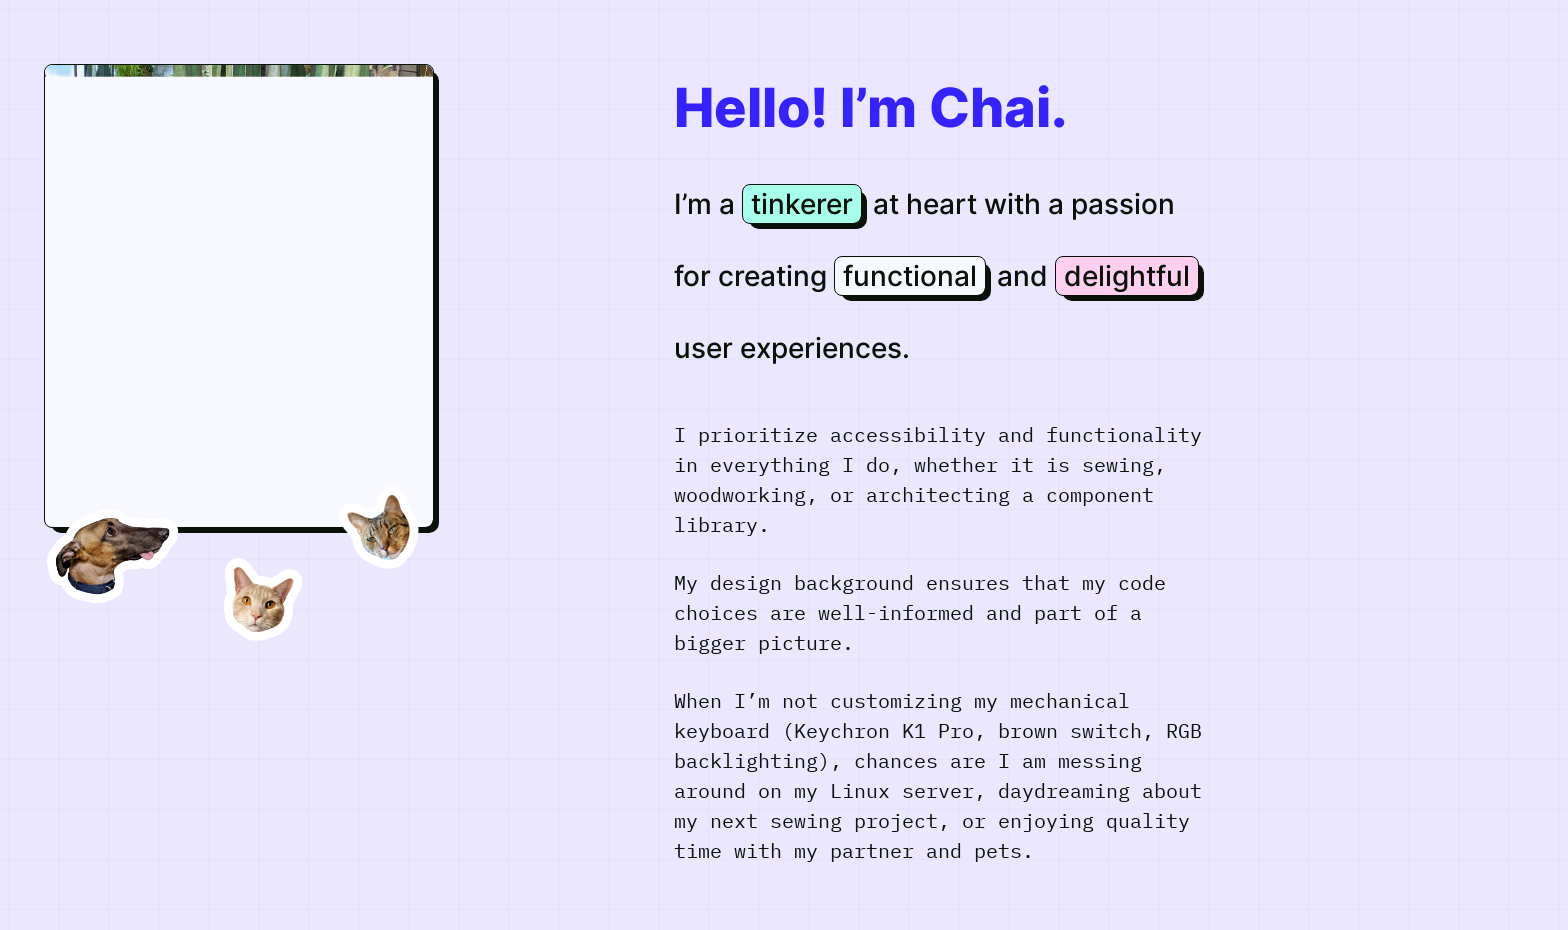 Hello! I’m Chai.
I’m a tinkerer at heart with a passion
for creating functional and delightful
user experiences.
I prioritize accessibility and functionality
in everything I do, whether it is sewing,
woodworking, or architecting a component
library.
My design background ensures that my code
choices are well-informed and part of a
bigger picture.
When I’m not customizing my mechanical
keyboard (Keychron K1 Pro, brown switch, RGB
backlighting), chances are I am messing
around on my Linux server, daydreaming about
my next sewing project, or enjoying quality
time with my partner and pets.